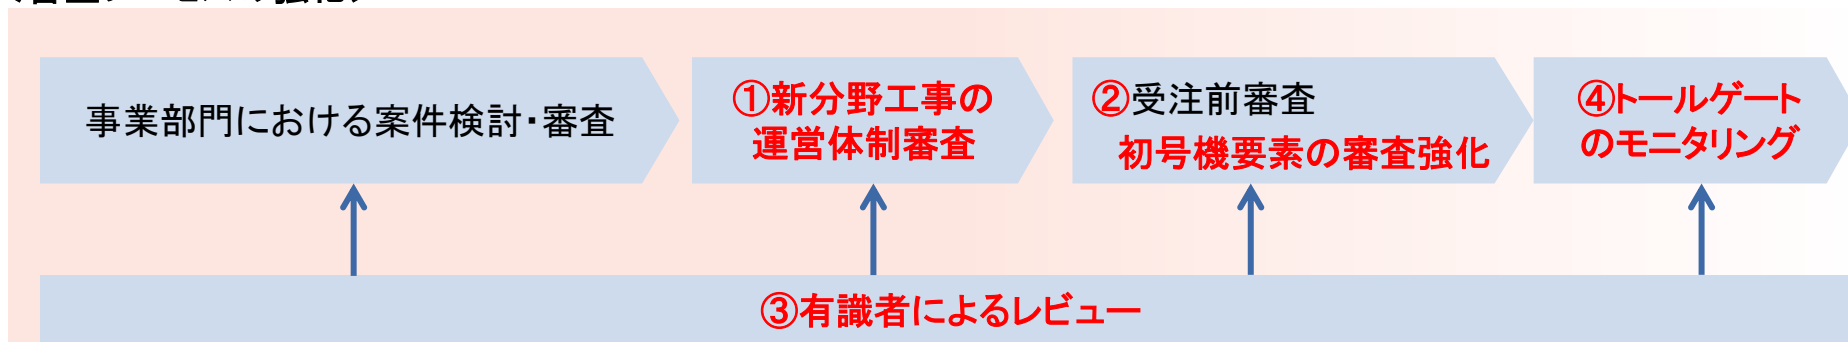 事業部門における案件検討・審査
①新分野工事の
運営体制審査
②受注前審査
初号機要素の審査強化
④トールゲート
のモニタリング
③有識者によるレビュー